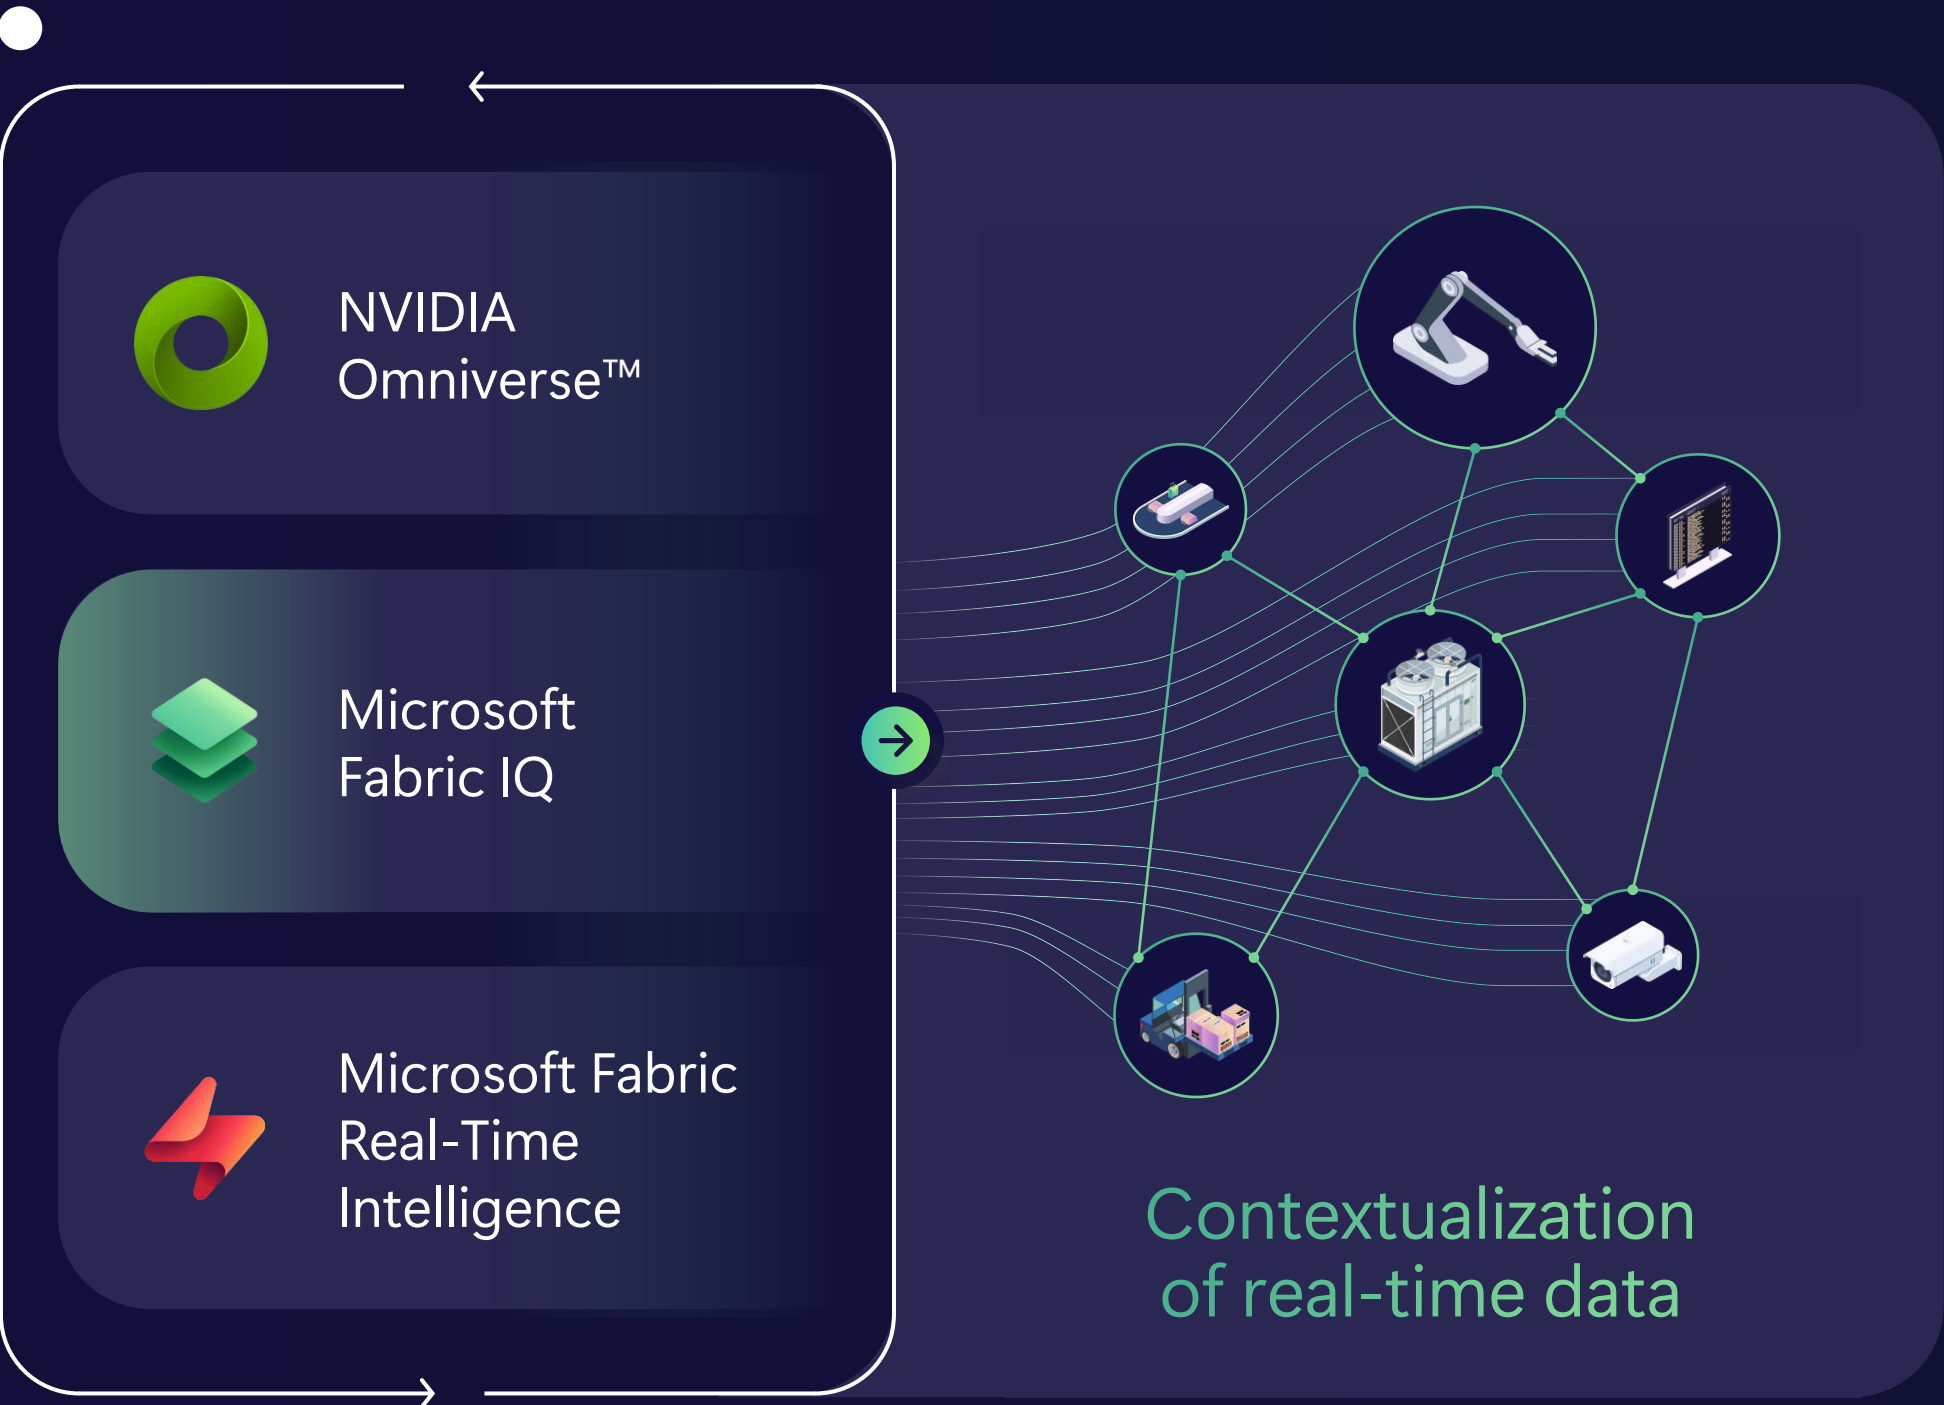 NVIDIA
Omniverse™
Microsoft
Fabric IQ
Microsoft Fabric
Real-Time
Intelligence
Contextualization
of real-time data